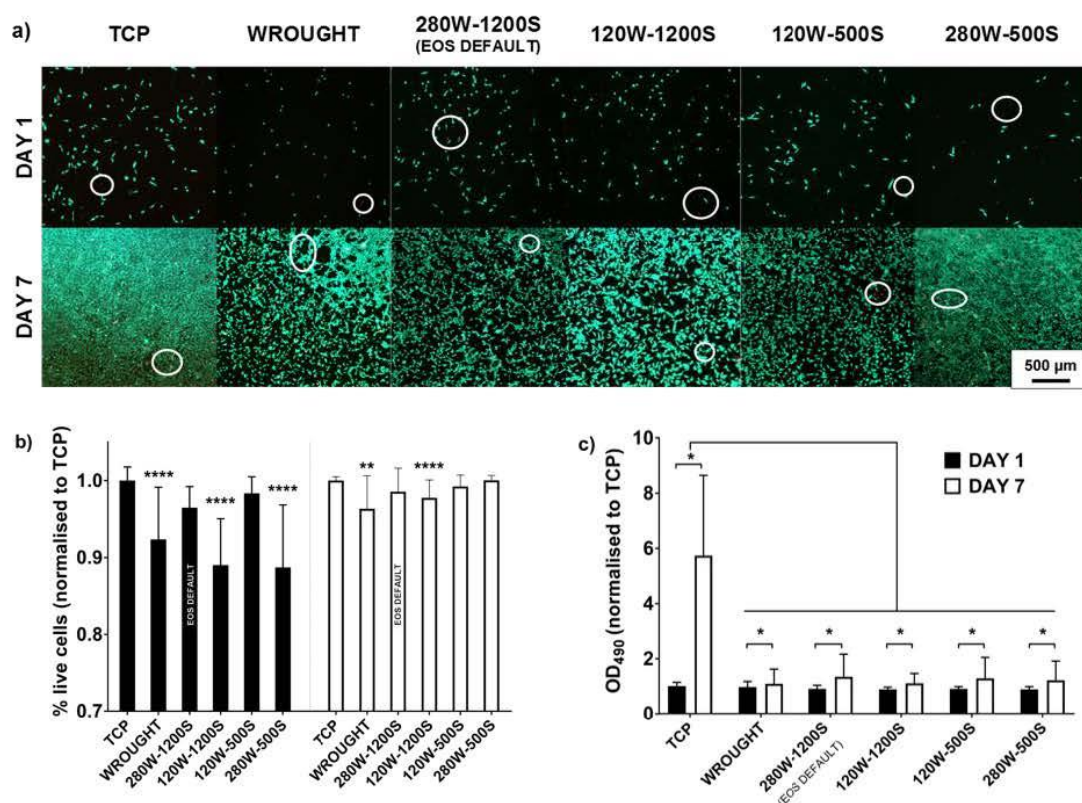 a)
TCP
WROUGHT
280W-1200S
(EOS DEFAULT)
120W-1200S
120W-500S
280W-500S
DAY 1
DAY 7
500 µm
b)
% live cells (normalised to TCP)
1.0
0.9
0.8
0.7
****
****
****
**
****
EOS DEFAULT
EOS DEFAULT
TCP
WROUGHT
280W-1200S
120W-1200S
120W-500S
280W-500S
TCP
WROUGHT
280W-1200S
120W-1200S
120W-500S
280W-500S
c)
OD490 (normalised to TCP)
10
8
6
4
2
0
*
*
*
*
*
*
DAY 1
DAY 7
TCP
WROUGHT
280W-1200S
(EOS DEFAULT)
120W-1200S
120W-500S
280W-500S